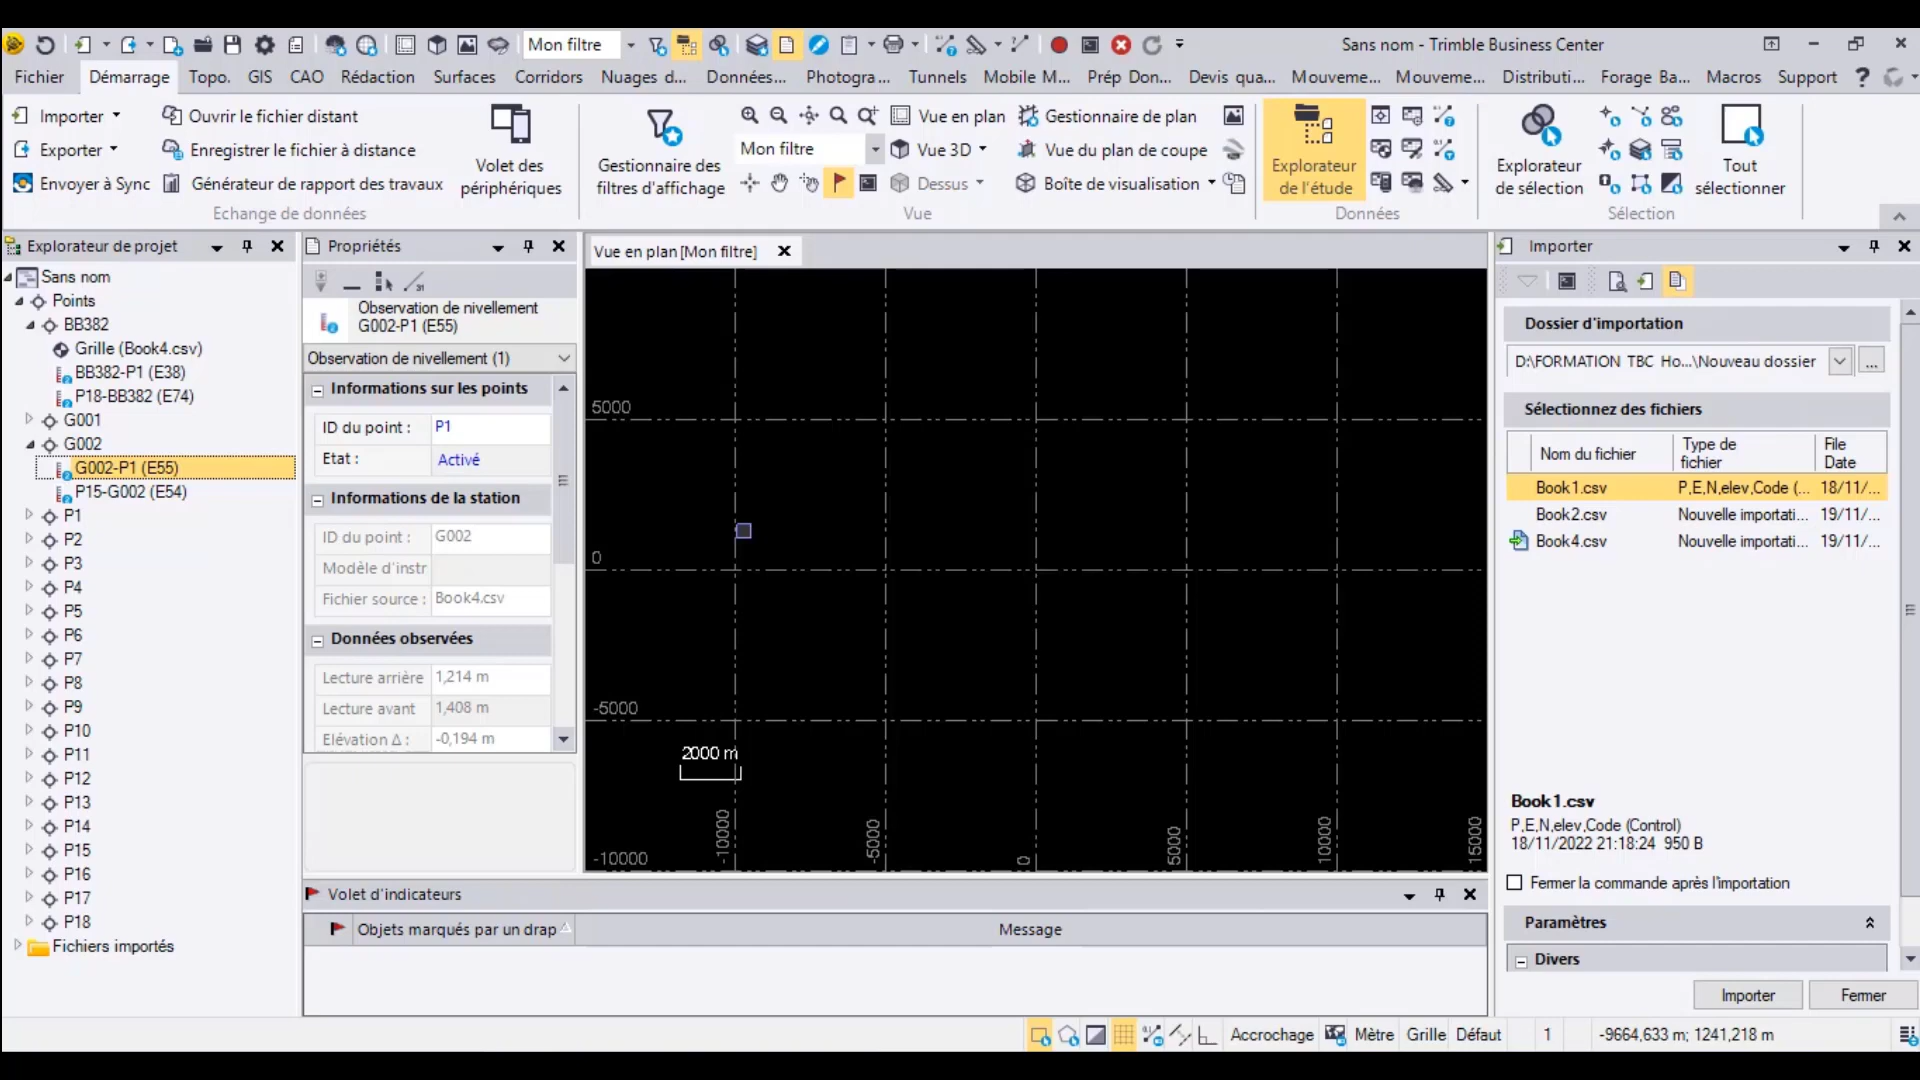 Mon filtre
Sans nom - Trimble Business Center
Fichier Démarrage Topo. GIS CAO Rédaction Surfaces Corridors Nuages d... Données... Photogra... Tunnels Mobile M... Prép Don... Devis qua... Mouveme... Mouveme... Distributi... Forage Ba... Macros Support
Importer
Exporter
Envoyer à Sync
Ouvrir le fichier distant
Enregistrer le fichier à distance
Générateur de rapport des travaux
Volet des
périphériques
Echange de données
Gestionnaire des
filtres d'affichage
Mon filtre
Vue en plan
Vue 3D
Dessus
Gestionnaire de plan
Vue du plan de coupe
Boîte de visualisation
Vue
Explorateur
de l'étude
Données
Explorateur
de sélection
Tout
sélectionner
Sélection
Explorateur de projet
Sans nom
Points
BB382
Grille (Book4.csv)
BB382-P1 (E38)
P18-BB382 (E74)
G001
G002
G002-P1 (E55)
P15-G002 (E54)
P1
P2
P3
P4
P5
P6
P7
P8
P9
P10
P11
P12
P13
P14
P15
P16
P17
P18
Fichiers importés
Propriétés
31
Observation de nivellement
G002-P1 (E55)
Observation de nivellement (1)
Informations sur les points
ID du point : P1
Etat : Activé
Informations de la station
ID du point : G002
Modèle d'instr
Fichier source : Book4.csv
Données observées
Lecture arrière 1,214 m
Lecture avant 1,408 m
Elévation Δ : -0,194 m
Vue en plan [Mon filtre]
5000
0
-5000
-10000
2000 m
-10000
-5000
0
5000
10000
15000
Volet d'indicateurs
Objets marqués par un drap
Message
Importer
Dossier d'importation
D:\FORMATION TBC Ho...\Nouveau dossier
...
Sélectionnez des fichiers
Nom du fichier
Type de
fichier
File
Date
Book1.csv P,E,N,elev,Code (... 18/11/...
Book2.csv Nouvelle importati... 19/11/...
Book4.csv Nouvelle importati... 19/11/...
Book1.csv
P,E,N,elev,Code (Control)
18/11/2022 21:18:24 950 B
Fermer la commande après l'importation
Paramètres
Divers
Importer
Fermer
Accrochage Mètre Grille Défaut 1 -9664,633 m; 1241,218 m